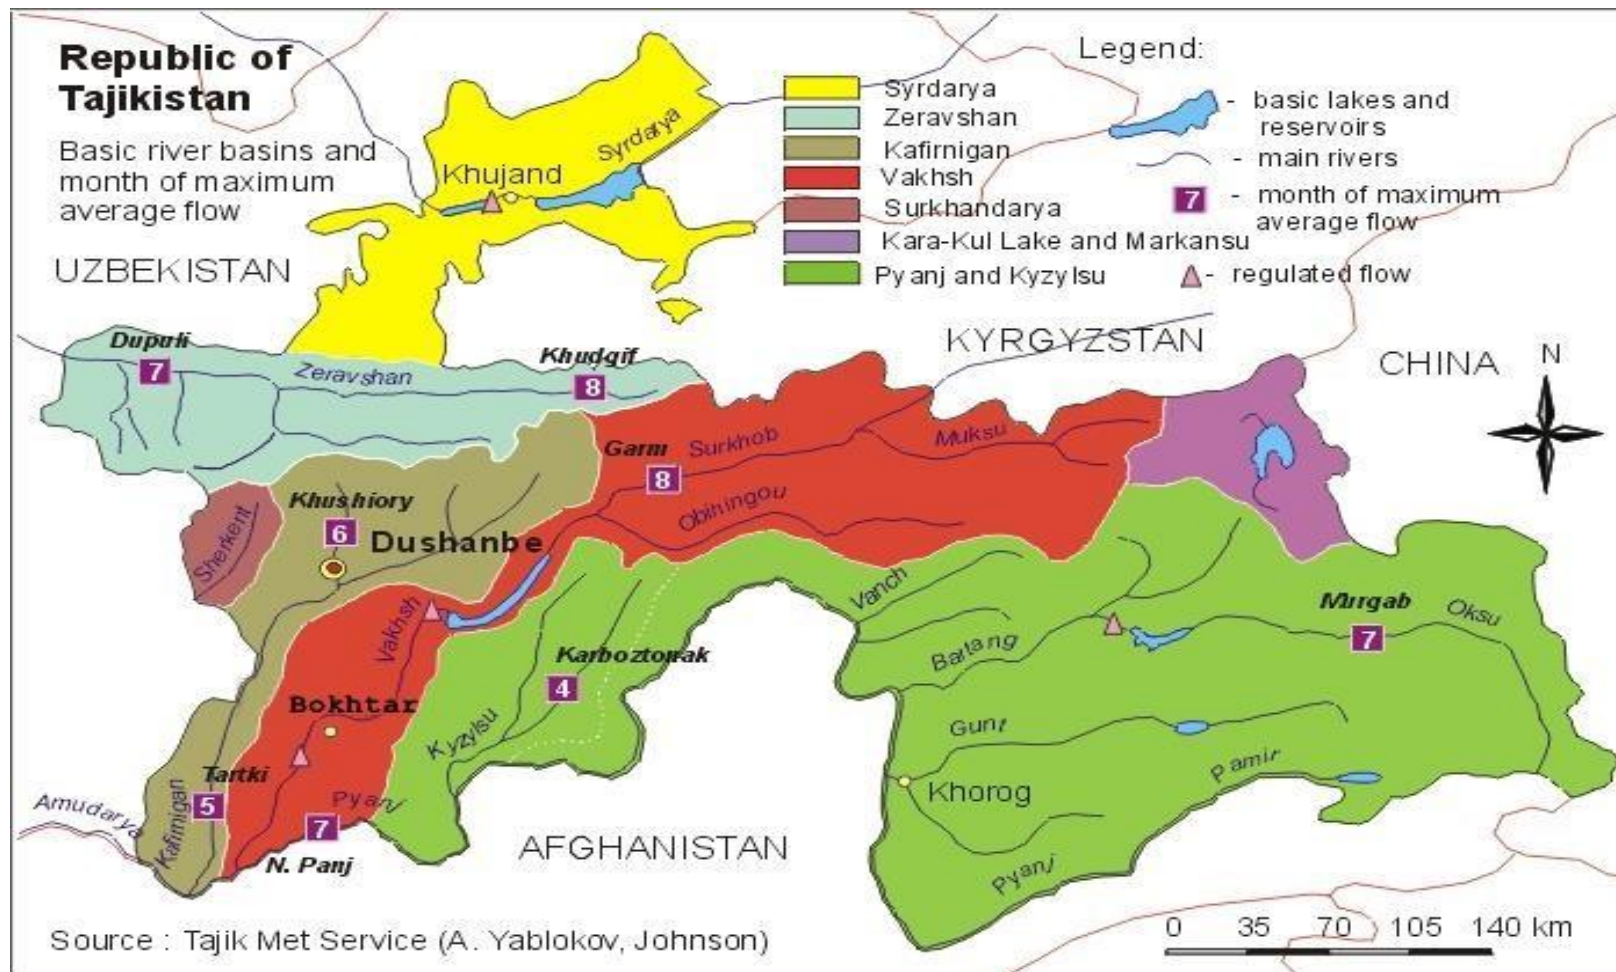 Republic of
Tajikistan
Basic river basins and
month of maximum
average flow
Legend:
Syrdarya
Zeravshan
Kafirnigan
Vakhsh
Surkhandarya
Kara-Kul Lake and Markansu
Pyanj and Kyzylsu
- basic lakes and
reservoirs
- main rivers
7 - month of maximum
average flow
- regulated flow
Syrdarya
Khujand
UZBEKISTAN
KYRGYZSTAN
CHINA
N
Dupuli
7
Zeravshan
Khudgif
8
Garm
8
Surkhob
Muksu
Obihingou
Khushiory
6
Dushanbe
Sherkent
Vakhsh
Vanch
Murgab
7
Oksu
Bartang
Karboztonak
4
Bokhtar
Kyzylsu
Gunt
Pamir
Khorog
Tartki
5
Pyanj
7
N. Panj
Amudarya
Kafirnigan
AFGHANISTAN
Pyanj
0 35 70 105 140 km
Source : Tajik Met Service (A. Yablokov, Johnson)